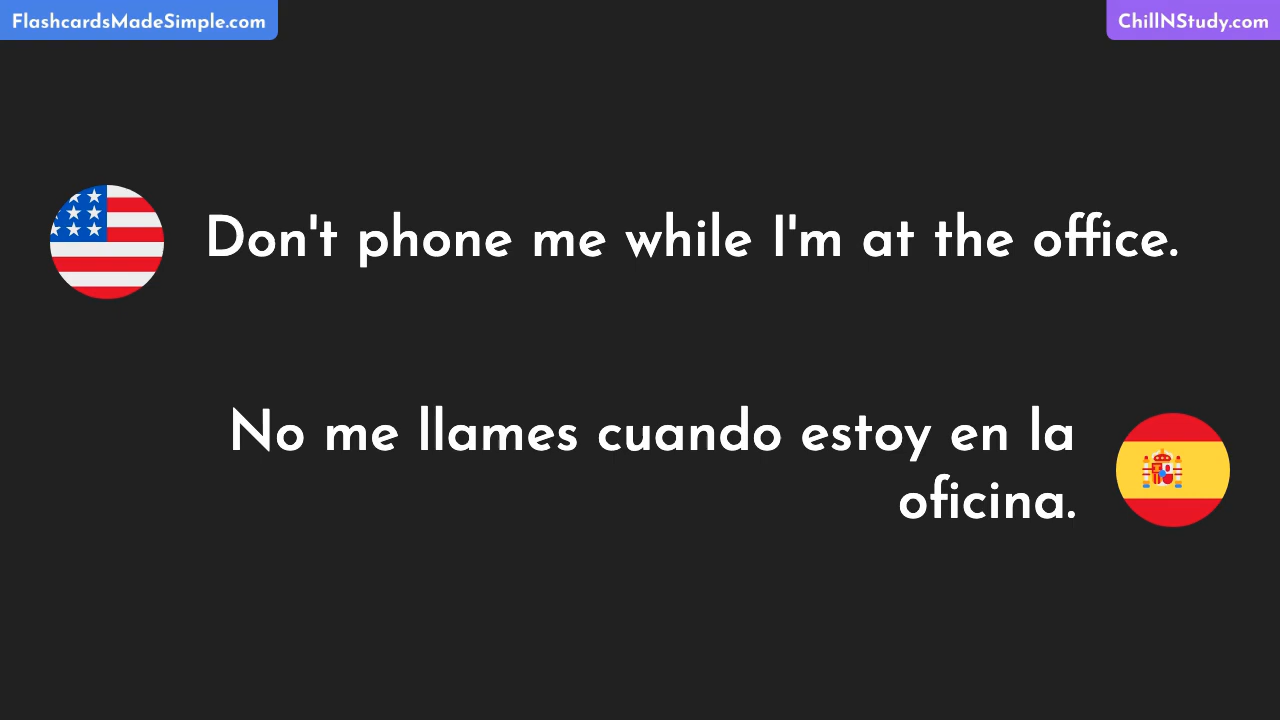 FlashcardsMadeSimple.com
ChillNStudy.com
Don't phone me while I'm at the office.
No me llames cuando estoy en la
oficina.